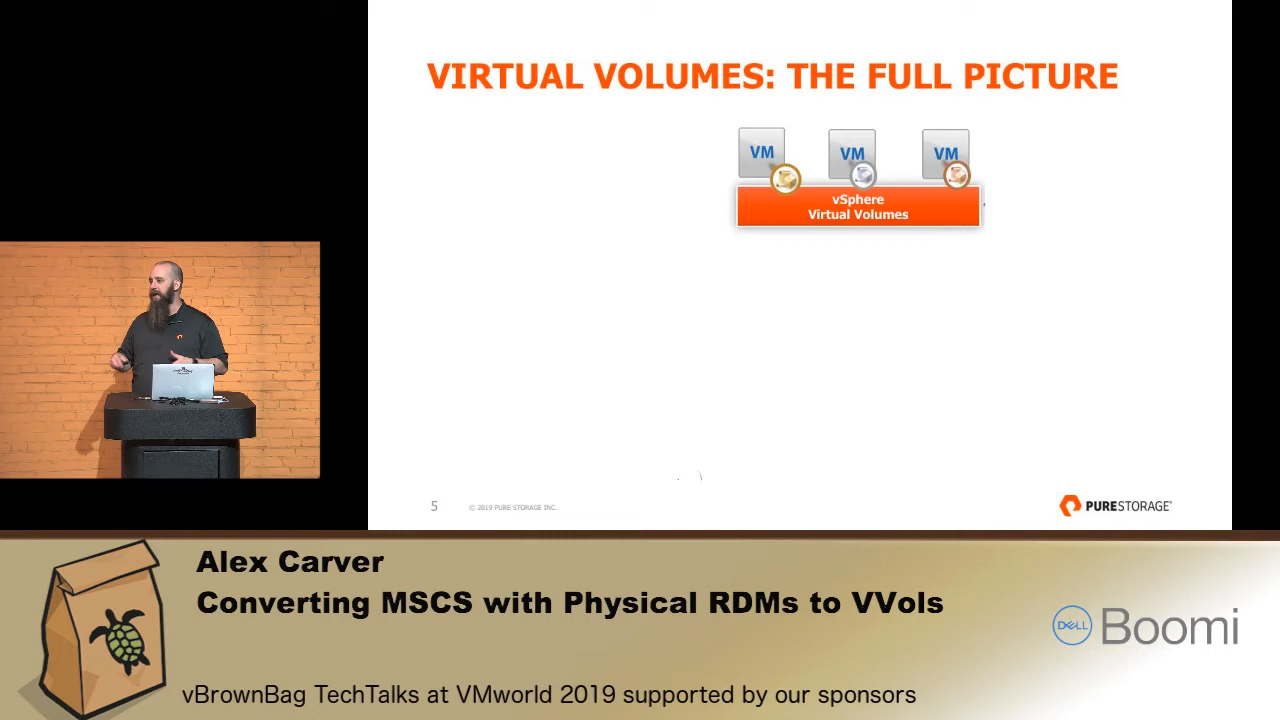 VIRTUAL VOLUMES: THE FULL PICTURE
VM VM VM
vSphere
Virtual Volumes
5 © 2019 PURE STORAGE INC.
PURESTORAGE®
Alex Carver
Converting MSCS with Physical RDMs to VVols
DELL Boomi
vBrownBag TechTalks at VMworld 2019 supported by our sponsors